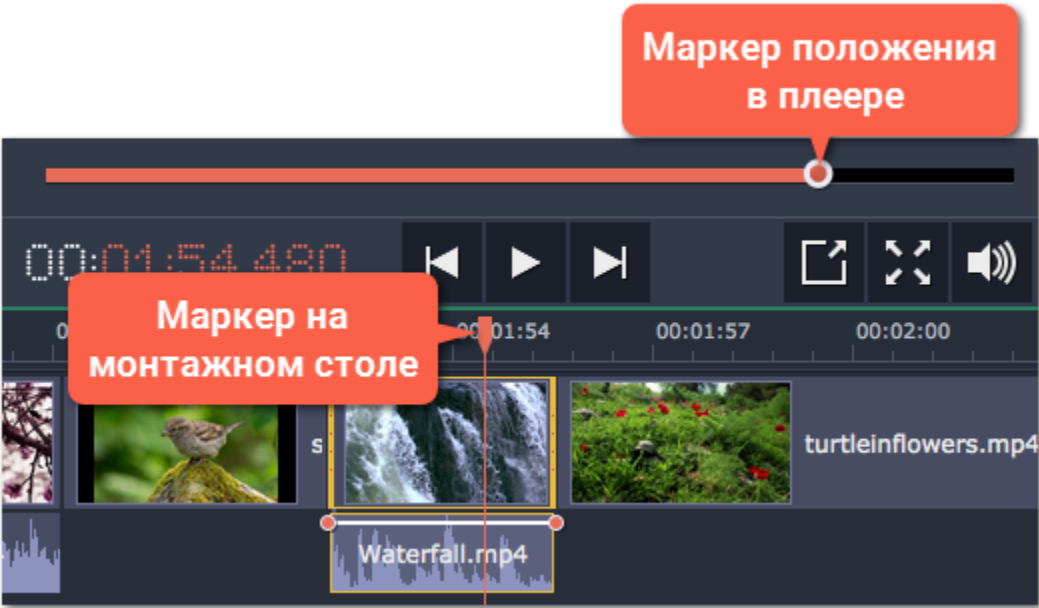 Маркер положения
в плеере
00:01:54.480
Маркер на
монтажном столе
00:01:54
00:01:57
00:02:00
s
turtleinflowers.mp4
Waterfall.mp4